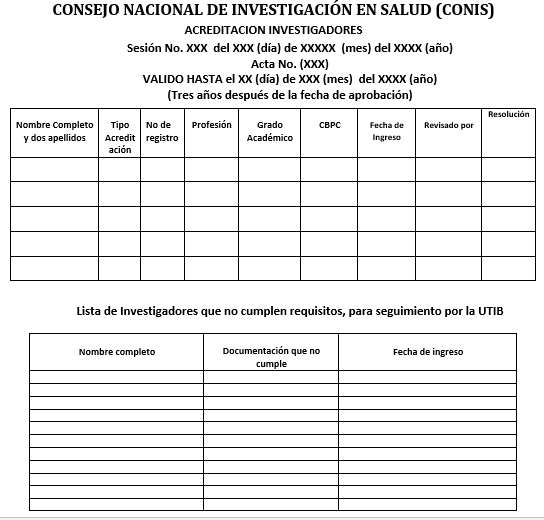 CONSEJO NACIONAL DE INVESTIGACIÓN EN SALUD (CONIS)
ACREDITACION INVESTIGADORES
Sesión No. XXX del XXX (día) de XXXXX (mes) del XXXX (año)
Acta No. (XXX)
VALIDO HASTA el XX (día) de XXX (mes) del XXXX (año)
(Tres años después de la fecha de aprobación)
Nombre Completo y dos apellidos
Tipo Acredit ación
No de registro
Profesión
Grado Académico
CBPC
Fecha de Ingreso
Revisado por
Resolución
Lista de Investigadores que no cumplen requisitos, para seguimiento por la UTIB
Nombre completo
Documentación que no cumple
Fecha de ingreso